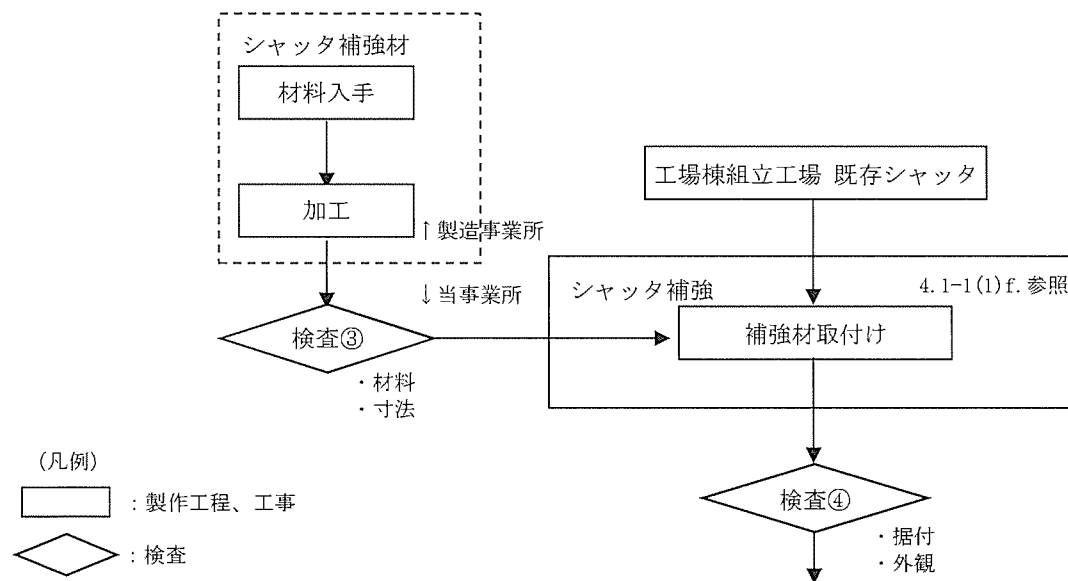 シャッタ補強材
材料入手
加工
↑製造事業所
↓当事業所
検査③
・材料
・寸法
工場棟組立工場 既存シャッタ
シャッタ補強
4.1-1(1)f.参照
補強材取付け
検査④
・据付
・外観
(凡例)
：製作工程、工事
：検査